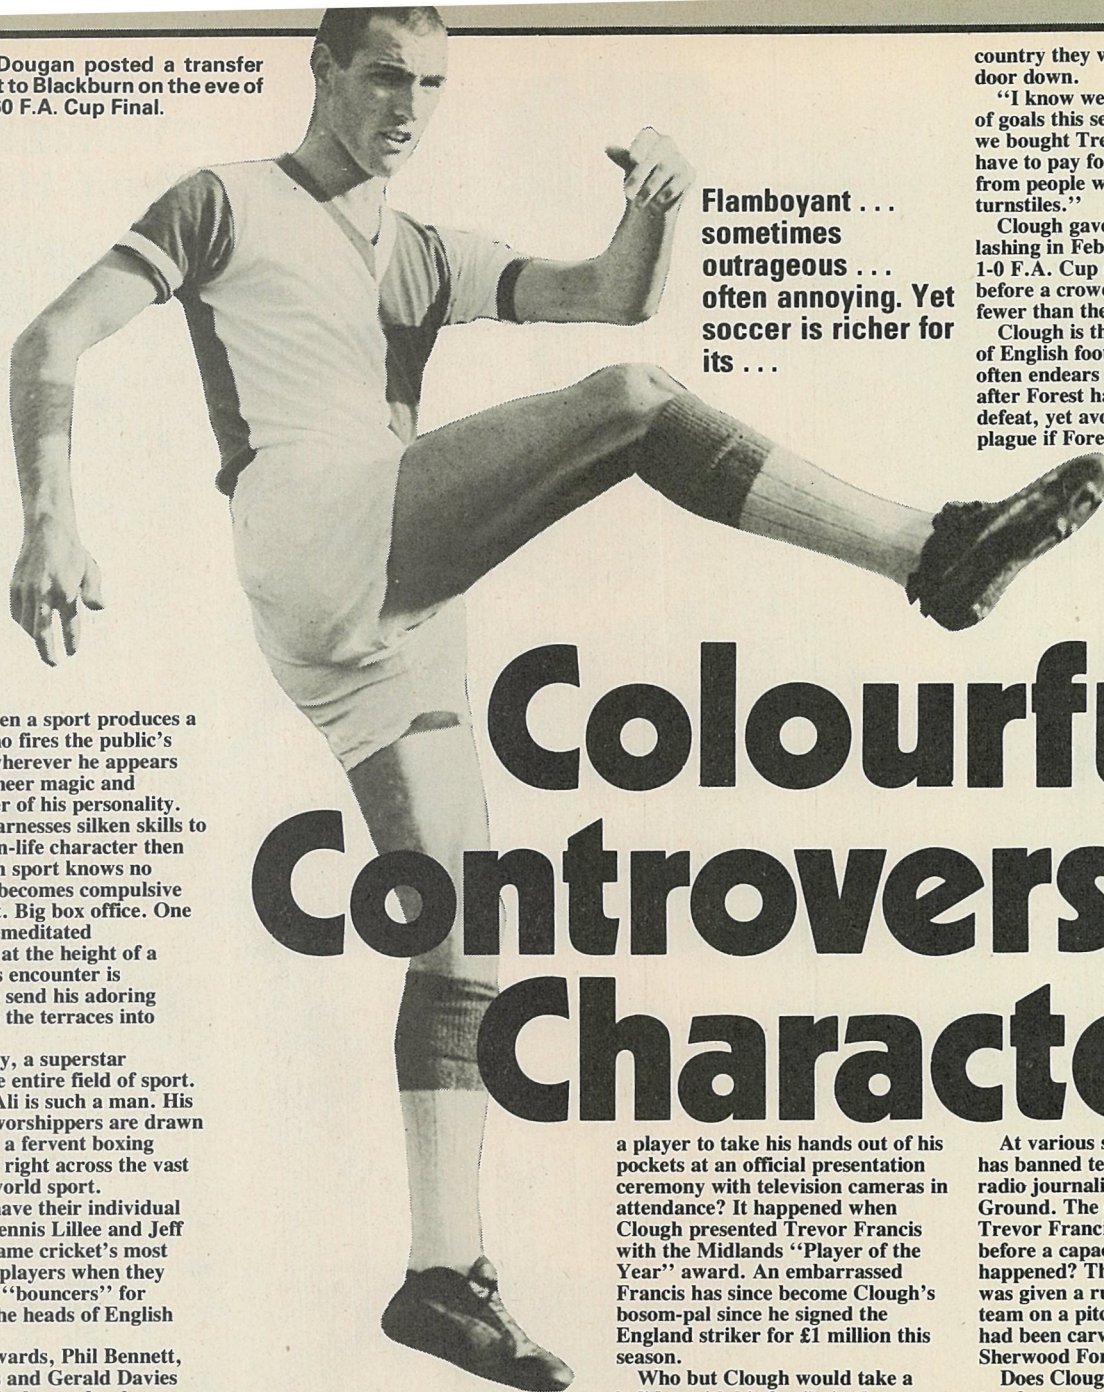 Dougan posted a transfer
t to Blackburn on the eve of
60 F.A. Cup Final.
Flamboyant . . .
sometimes
outrageous . . .
often annoying. Yet
soccer is richer for
its . . .
Colourfu
Controvers
Characte
en a sport produces a
o fires the public's
wherever he appears
heer magic and
r of his personality.
arnesses silken skills to
n-life character then
n sport knows no
becomes compulsive
t. Big box office. One
meditated
at the height of a
s encounter is
send his adoring
the terraces into
y, a superstar
e entire field of sport.
Ali is such a man. His
worshippers are drawn
a fervent boxing
right across the vast
world sport.
have their individual
ennis Lillee and Jeff
ame cricket's most
players when they
"bouncers" for
he heads of English
wards, Phil Bennett,
s and Gerald Davies
a player to take his hands out of his
pockets at an official presentation
ceremony with television cameras in
attendance? It happened when
Clough presented Trevor Francis
with the Midlands "Player of the
Year" award. An embarrassed
Francis has since become Clough's
bosom-pal since he signed the
England striker for £1 million this
season.
Who but Clough would take a
country they w
door down.
"I know we
of goals this se
we bought Tre
have to pay fo
from people w
turnstiles."
Clough gave
lashing in Feb
1-0 F.A. Cup
before a crowd
fewer than the
Clough is th
of English foot
often endears
after Forest ha
defeat, yet avo
plague if Fore
At various s
has banned te
radio journali
Ground. The
Trevor Franci
before a capac
happened? Th
was given a ru
team on a pitc
had been carv
Sherwood For
Does Cloug